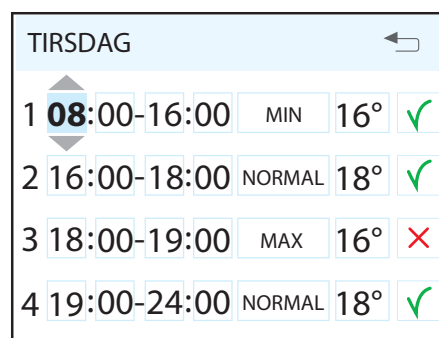 TIRSDAG
1 08:00-16:00 MIN 16°
2 16:00-18:00 NORMAL 18°
3 18:00-19:00 MAX 16°
4 19:00-24:00 NORMAL 18°